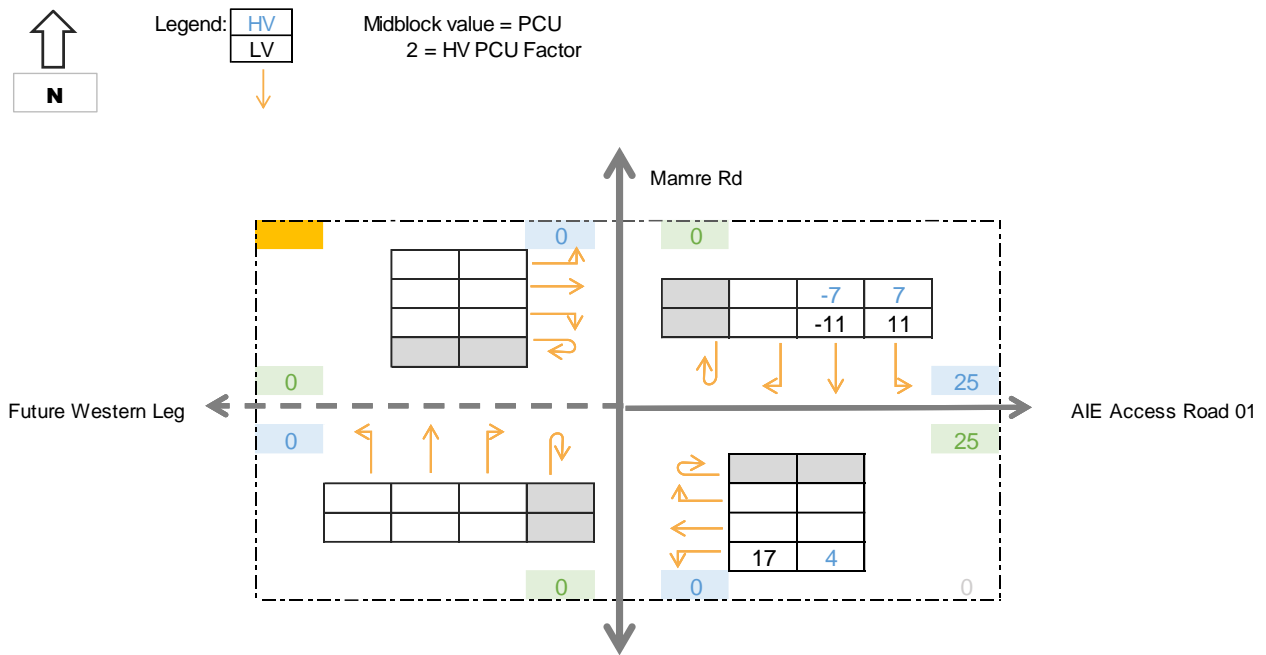 Legend: HV Midblock value = PCU
LV 2 = HV PCU Factor
N
Mamre Rd
0 0
-7 7
-11 11
0 25
Future Western Leg AIE Access Road 01
0 25
17 4
0 0 0